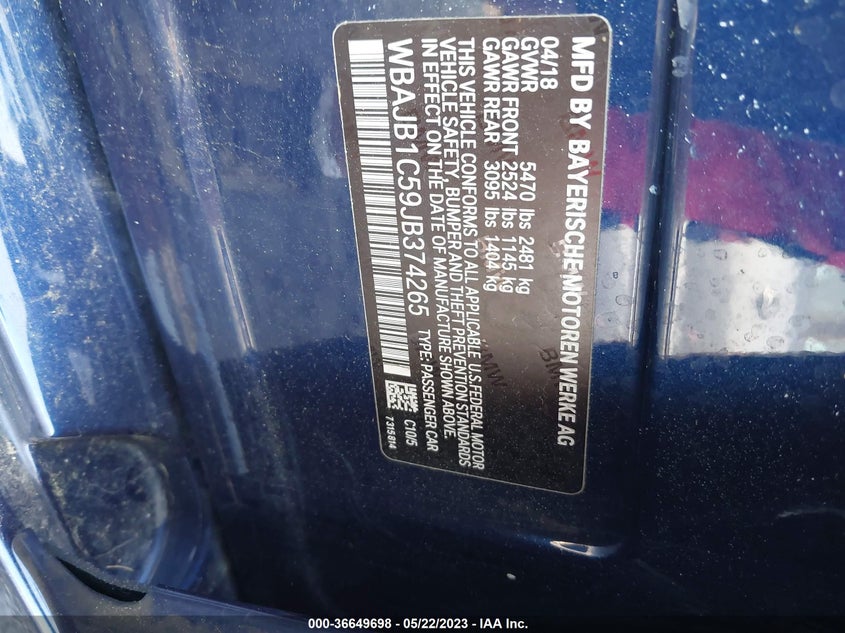 MFD BY BAYERISCHE MOTOREN WERKE AG
04/18
GVWR 5470 lbs 2481 kg
GAWR FRONT 2524 lbs 1145 kg
GAWR REAR 3095 lbs 1404 kg
THIS VEHICLE CONFORMS TO ALL APPLICABLE U.S.FEDERAL MOTOR
VEHICLE SAFETY, BUMPER AND THEFT PREVENTION STANDARDS
IN EFFECT ON THE DATE OF MANUFACTURE SHOWN ABOVE.
WBAJB1C59JB374265 TYPE: PASSENGER CAR
C10/5
7315814
000-36649698 - 05/22/2023 - IAA Inc.